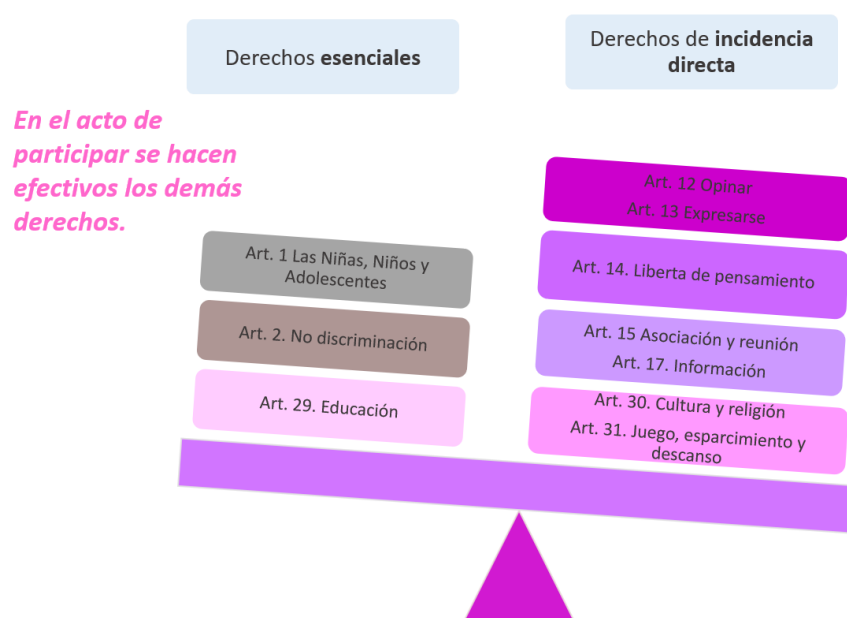 Derechos esenciales
Derechos de incidencia
directa
En el acto de
participar se hacen
efectivos los demás
derechos.
Art. 1 Las Niñas, Niños y
Adolescentes
Art. 2. No discriminación
Art. 29. Educación
Art. 12 Opinar
Art. 13 Expresarse
Art. 14. Liberta de pensamiento
Art. 15 Asociación y reunión
Art. 17. Información
Art. 30. Cultura y religión
Art. 31. Juego, esparcimiento y
descanso